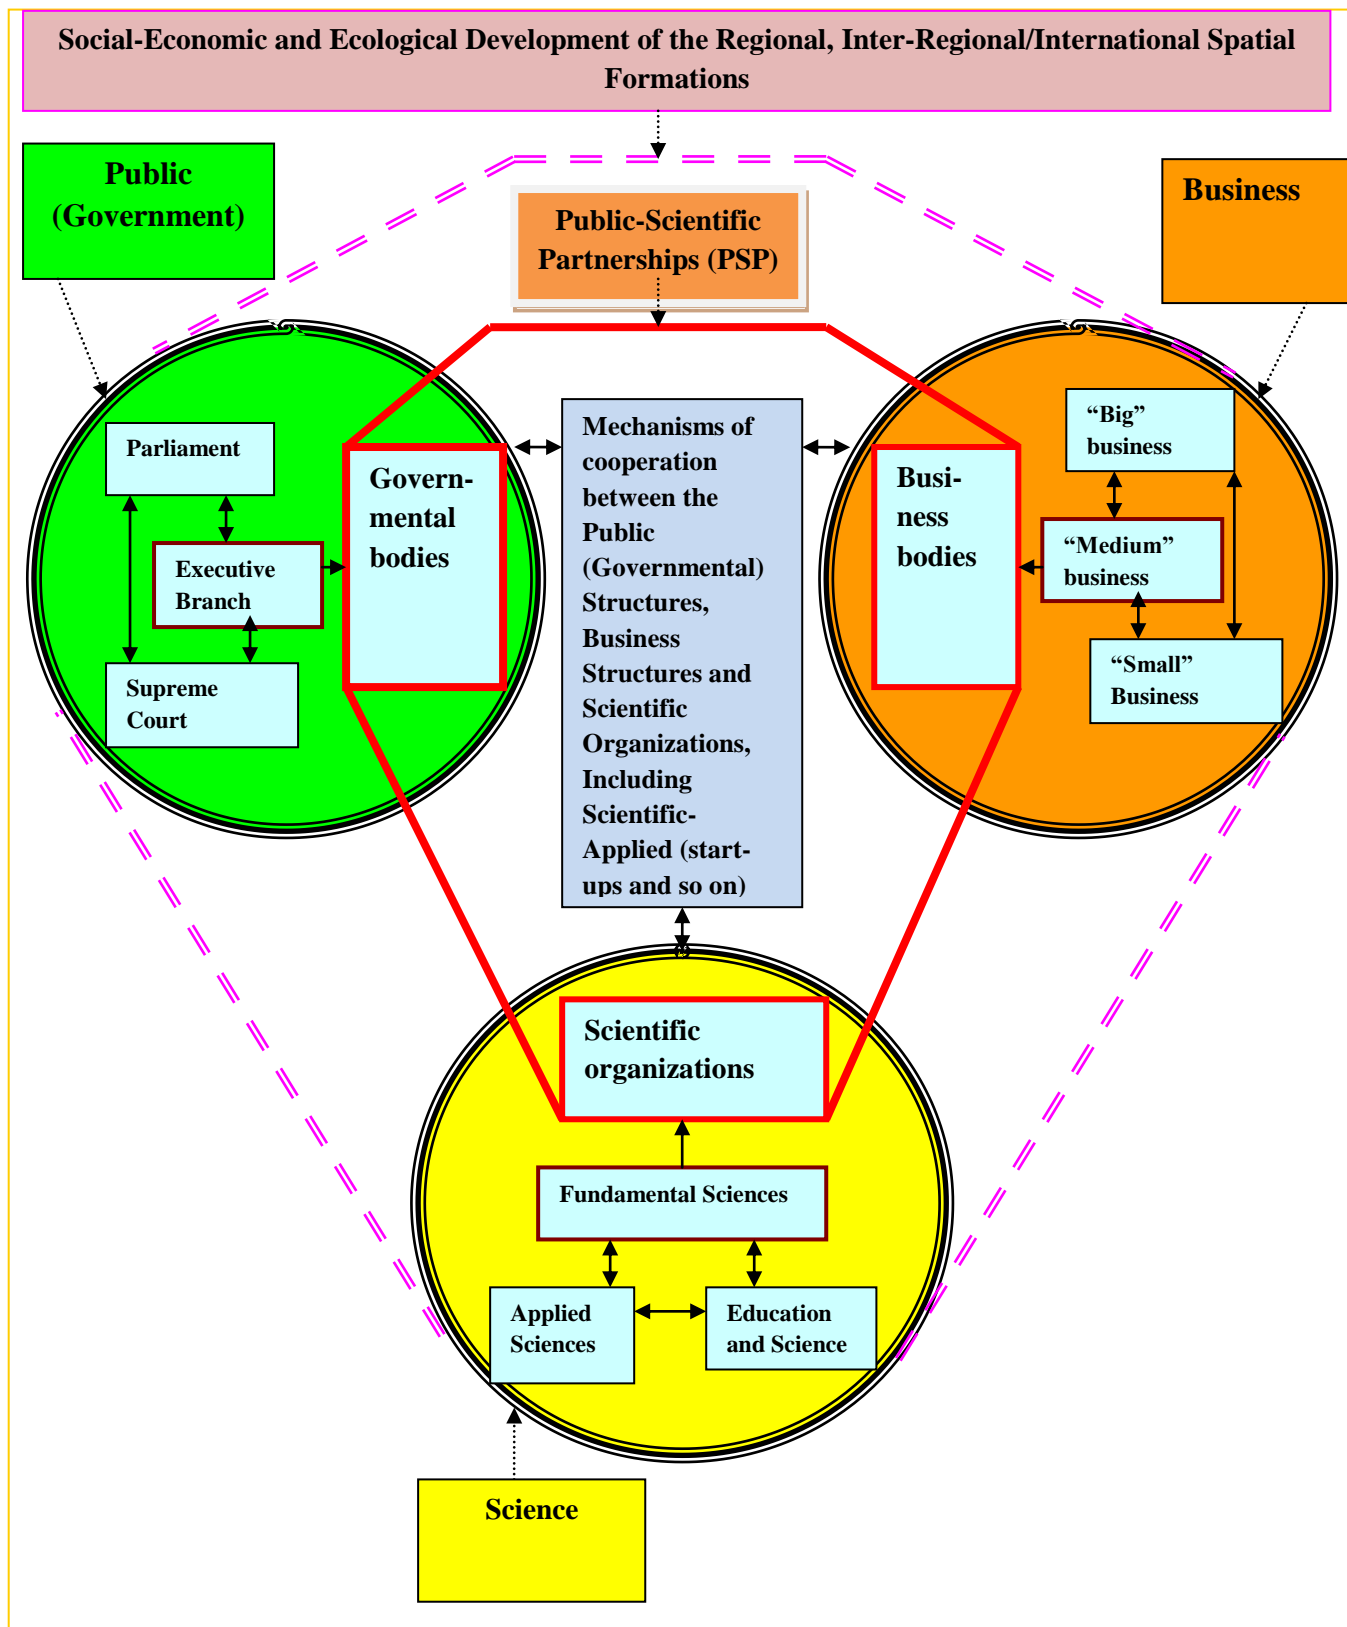 Social-Economic and Ecological Development of the Regional, Inter-Regional/International Spatial
Formations
Public
(Government)
Business
Public-Scientific
Partnerships (PSP)
Parliament
Executive
Branch
Supreme
Court
Govern-
mental
bodies
Mechanisms of
cooperation
between the
Public
(Governmental)
Structures,
Business
Structures and
Scientific
Organizations,
Including
Scientific-
Applied (start-
ups and so on)
Busi-
ness
bodies
“Big”
business
“Medium”
business
“Small”
Business
Scientific
organizations
Fundamental Sciences
Applied
Sciences
Education
and Science
Science